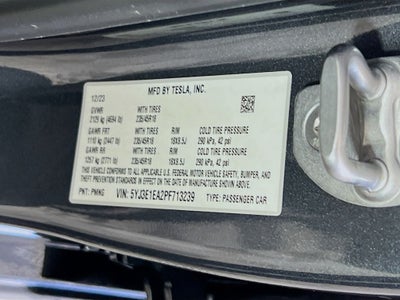 MFD BY TESLA, INC.
12/23
GVWR WITH TIRES
2129 kg (4694 lb) 235/45R18
GAWR FRT WITH TIRES RIM COLD TIRE PRESSURE
1110 kg (2447 lb) 235/45R18 18X8.5J 290 kPa, 42 psi
GAWR RR WITH TIRES RIM COLD TIRE PRESSURE
1257 kg (2771 lb) 235/45R18 18X8.5J 290 kPa, 42 psi
THIS VEHICLE CONFORMS TO ALL APPLICABLE U.S. FEDERAL MOTOR VEHICLE SAFETY, BUMPER, AND
THEFT PREVENTION STANDARDS IN EFFECT ON THE DATE OF MANUFACTURE SHOWN ABOVE.
VIN: 5YJ3E1EA2PF713239
PNT: PMNG TYPE: PASSENGER CAR